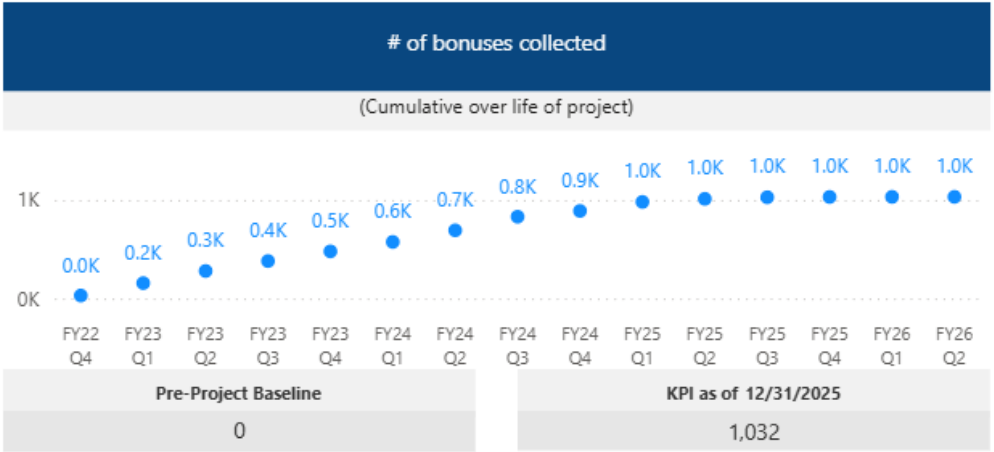 # of bonuses collected
(Cumulative over life of project)
1K
0K
0.0K 0.2K 0.3K 0.4K 0.5K 0.6K 0.7K 0.8K 0.9K 1.0K 1.0K 1.0K 1.0K 1.0K 1.0K
FY22 FY23 FY23 FY23 FY23 FY24 FY24 FY24 FY24 FY25 FY25 FY25 FY25 FY26 FY26
Q4 Q1 Q2 Q3 Q4 Q1 Q2 Q3 Q4 Q1 Q2 Q3 Q4 Q1 Q2
Pre-Project Baseline
0
KPI as of 12/31/2025
1,032